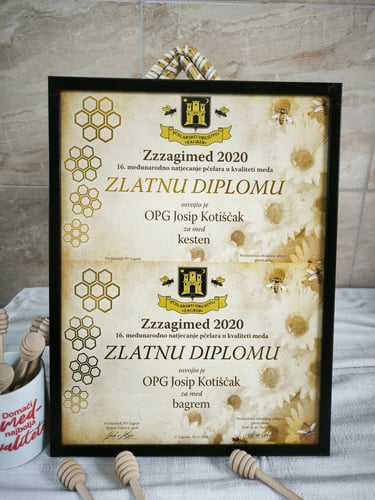 PČELARSKO DRUŠTVO
•ZAGREB•
Zzzagimed 2020
16. međunarodno natjecanje pčelara u kvaliteti meda
ZLATNU DIPLOMU
osvojio je
OPG Josip Kotiščak
za med
kesten
PČELARSKO DRUŠTVO
•ZAGREB•
Zzzagimed 2020
16. međunarodno natjecanje pčelara u kvaliteti meda
ZLATNU DIPLOMU
osvojio je
OPG Josip Kotiščak
za med
bagrem
Domaći
med
najbolja